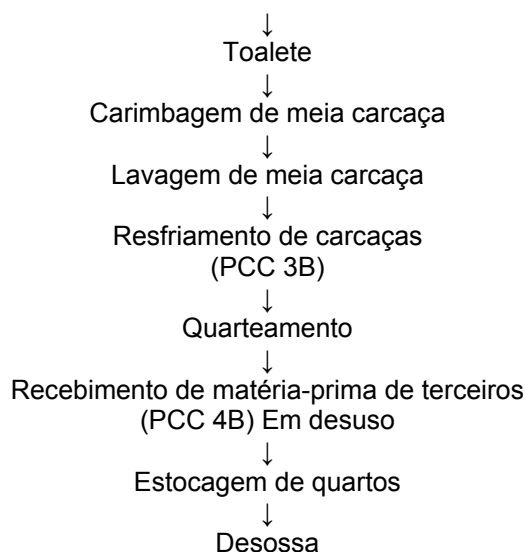 ↓
Toalete
↓
Carimbagem de meia carcaça
↓
Lavagem de meia carcaça
↓
Resfriamento de carcaças
(PCC 3B)
↓
Quarteamento
↓
Recebimento de matéria-prima de terceiros
(PCC 4B) Em desuso
↓
Estocagem de quartos
↓
Desossa